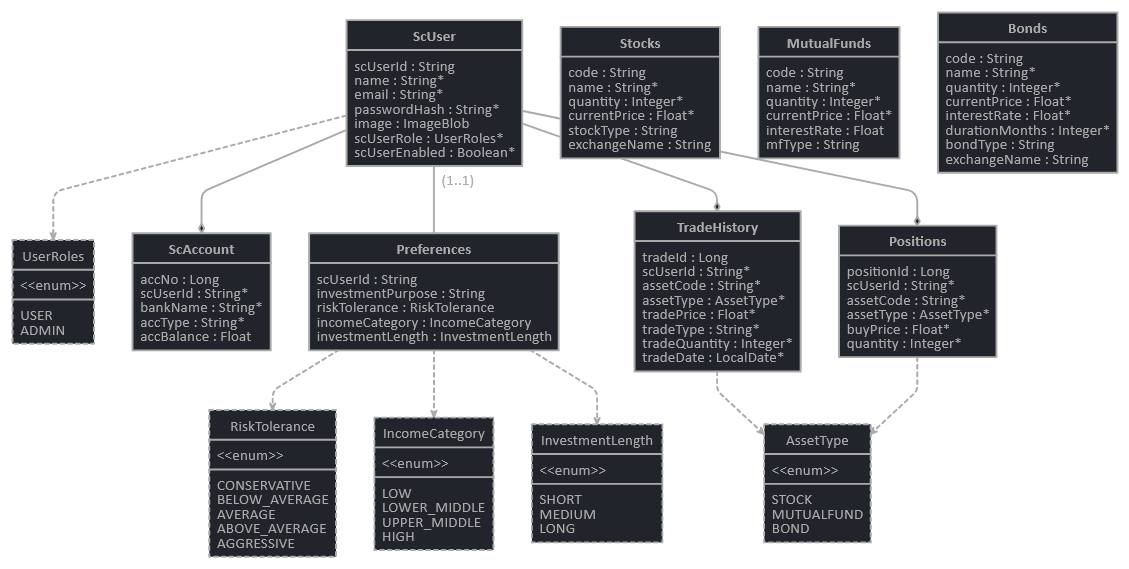 ScUser
scUserId : String
name : String*
email : String*
passwordHash : String*
image : ImageBlob
scUserRole : UserRoles*
scUserEnabled : Boolean*
Stocks
code : String
name : String*
quantity : Integer*
currentPrice : Float*
stockType : String
exchangeName : String
MutualFunds
code : String
name : String*
quantity : Integer*
currentPrice : Float*
interestRate : Float
mfType : String
Bonds
code : String
name : String*
quantity : Integer*
currentPrice : Float*
interestRate : Float*
durationMonths : Integer*
bondType : String
exchangeName : String
(1..1)
UserRoles
<<enum>>
USER
ADMIN
ScAccount
accNo : Long
scUserId : String*
bankName : String*
accType : String*
accBalance : Float
Preferences
scUserId : String
investmentPurpose : String
riskTolerance : RiskTolerance
incomeCategory : IncomeCategory
investmentLength : InvestmentLength
TradeHistory
tradeId : Long
scUserId : String*
assetCode : String*
assetType : AssetType*
tradePrice : Float*
tradeType : String*
tradeQuantity : Integer*
tradeDate : LocalDate*
Positions
positionId : Long
scUserId : String*
assetCode : String*
assetType : AssetType*
buyPrice : Float*
quantity : Integer*
RiskTolerance
<<enum>>
CONSERVATIVE
BELOW_AVERAGE
AVERAGE
ABOVE_AVERAGE
AGGRESSIVE
IncomeCategory
<<enum>>
LOW
LOWER_MIDDLE
UPPER_MIDDLE
HIGH
InvestmentLength
<<enum>>
SHORT
MEDIUM
LONG
AssetType
<<enum>>
STOCK
MUTUALFUND
BOND